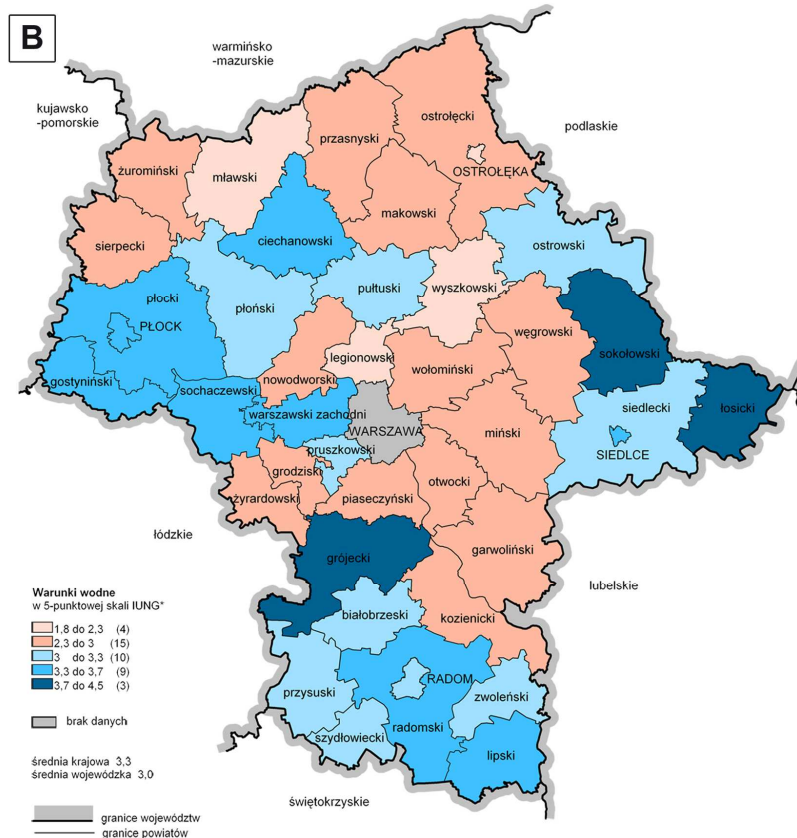 B
warmińsko
-mazurskie
kujawsko
-pomorskie
podlaskie
ostrołęcki
przasnyski
OSTROŁĘKA
żuromiński
mławski
makowski
sierpecki
ciechanowski
ostrowski
płocki
płoński
pułtuski
wyszkowski
PŁOCK
węgrowski
sokołowski
legionowski
wołomiński
gostyniński
sochaczewski
nowodworski
siedlecki
łosicki
warszawski zachodni
WARSZAWA
miński
SIEDLCE
pruszkowski
grodziski
otwocki
żyrardowski
piaseczyński
łódzkie
garwoliński
grójecki
lubelskie
białobrzeski
kozienicki
RADOM
przysuski
zwoleński
radomski
szydłowiecki
lipski
świętokrzyskie
Warunki wodne
w 5-punktowej skali IUNG*
1,8 do 2,3 (4)
2,3 do 3 (15)
3 do 3,3 (10)
3,3 do 3,7 (9)
3,7 do 4,5 (3)
brak danych
średnia krajowa 3,3
średnia wojewódzka 3,0
granice województw
granice powiatów